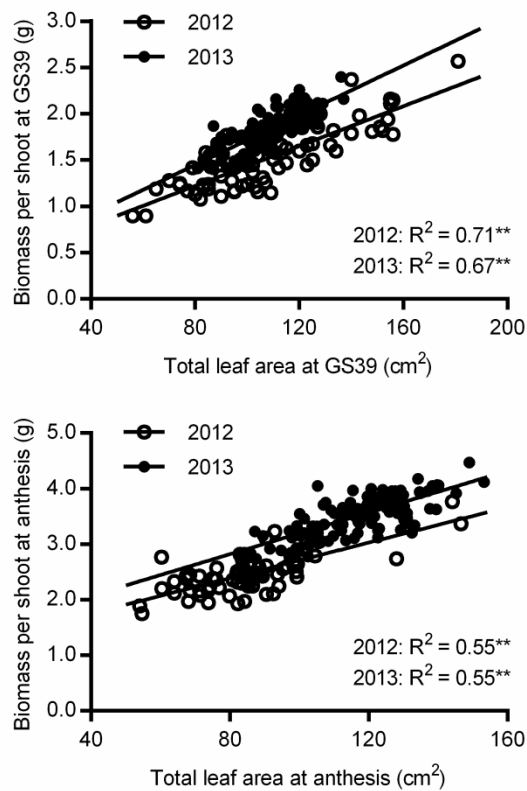 Biomass per shoot at GS39 (g)
3.0
2.5
2.0
1.5
1.0
0.5
0.0
2012
2013
2012: R² = 0.71**
2013: R² = 0.67**
40 80 120 160 200
Total leaf area at GS39 (cm²)
Biomass per shoot at anthesis (g)
5.0
4.0
3.0
2.0
1.0
0.0
2012
2013
2012: R² = 0.55**
2013: R² = 0.55**
40 80 120 160
Total leaf area at anthesis (cm²)